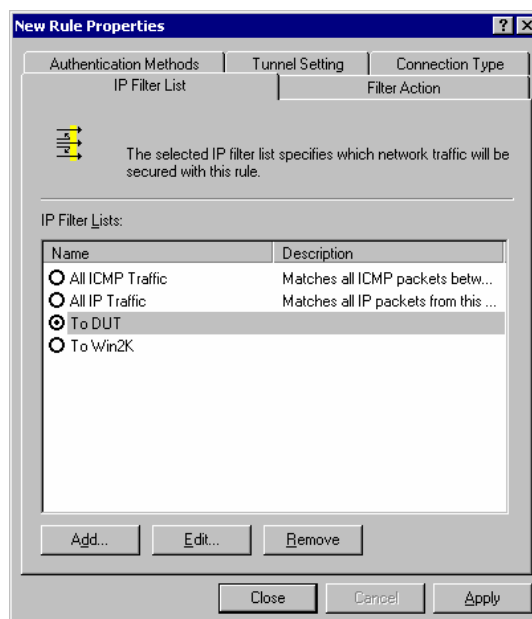 New Rule Properties
Authentication Methods Tunnel Setting Connection Type
IP Filter List Filter Action
The selected IP filter list specifies which network traffic will be
secured with this rule.
IP Filter Lists:
Name Description
All ICMP Traffic Matches all ICMP packets betw...
All IP Traffic Matches all IP packets from this ...
To DUT
To Win2K
Add... Edit... Remove
Close Cancel Apply